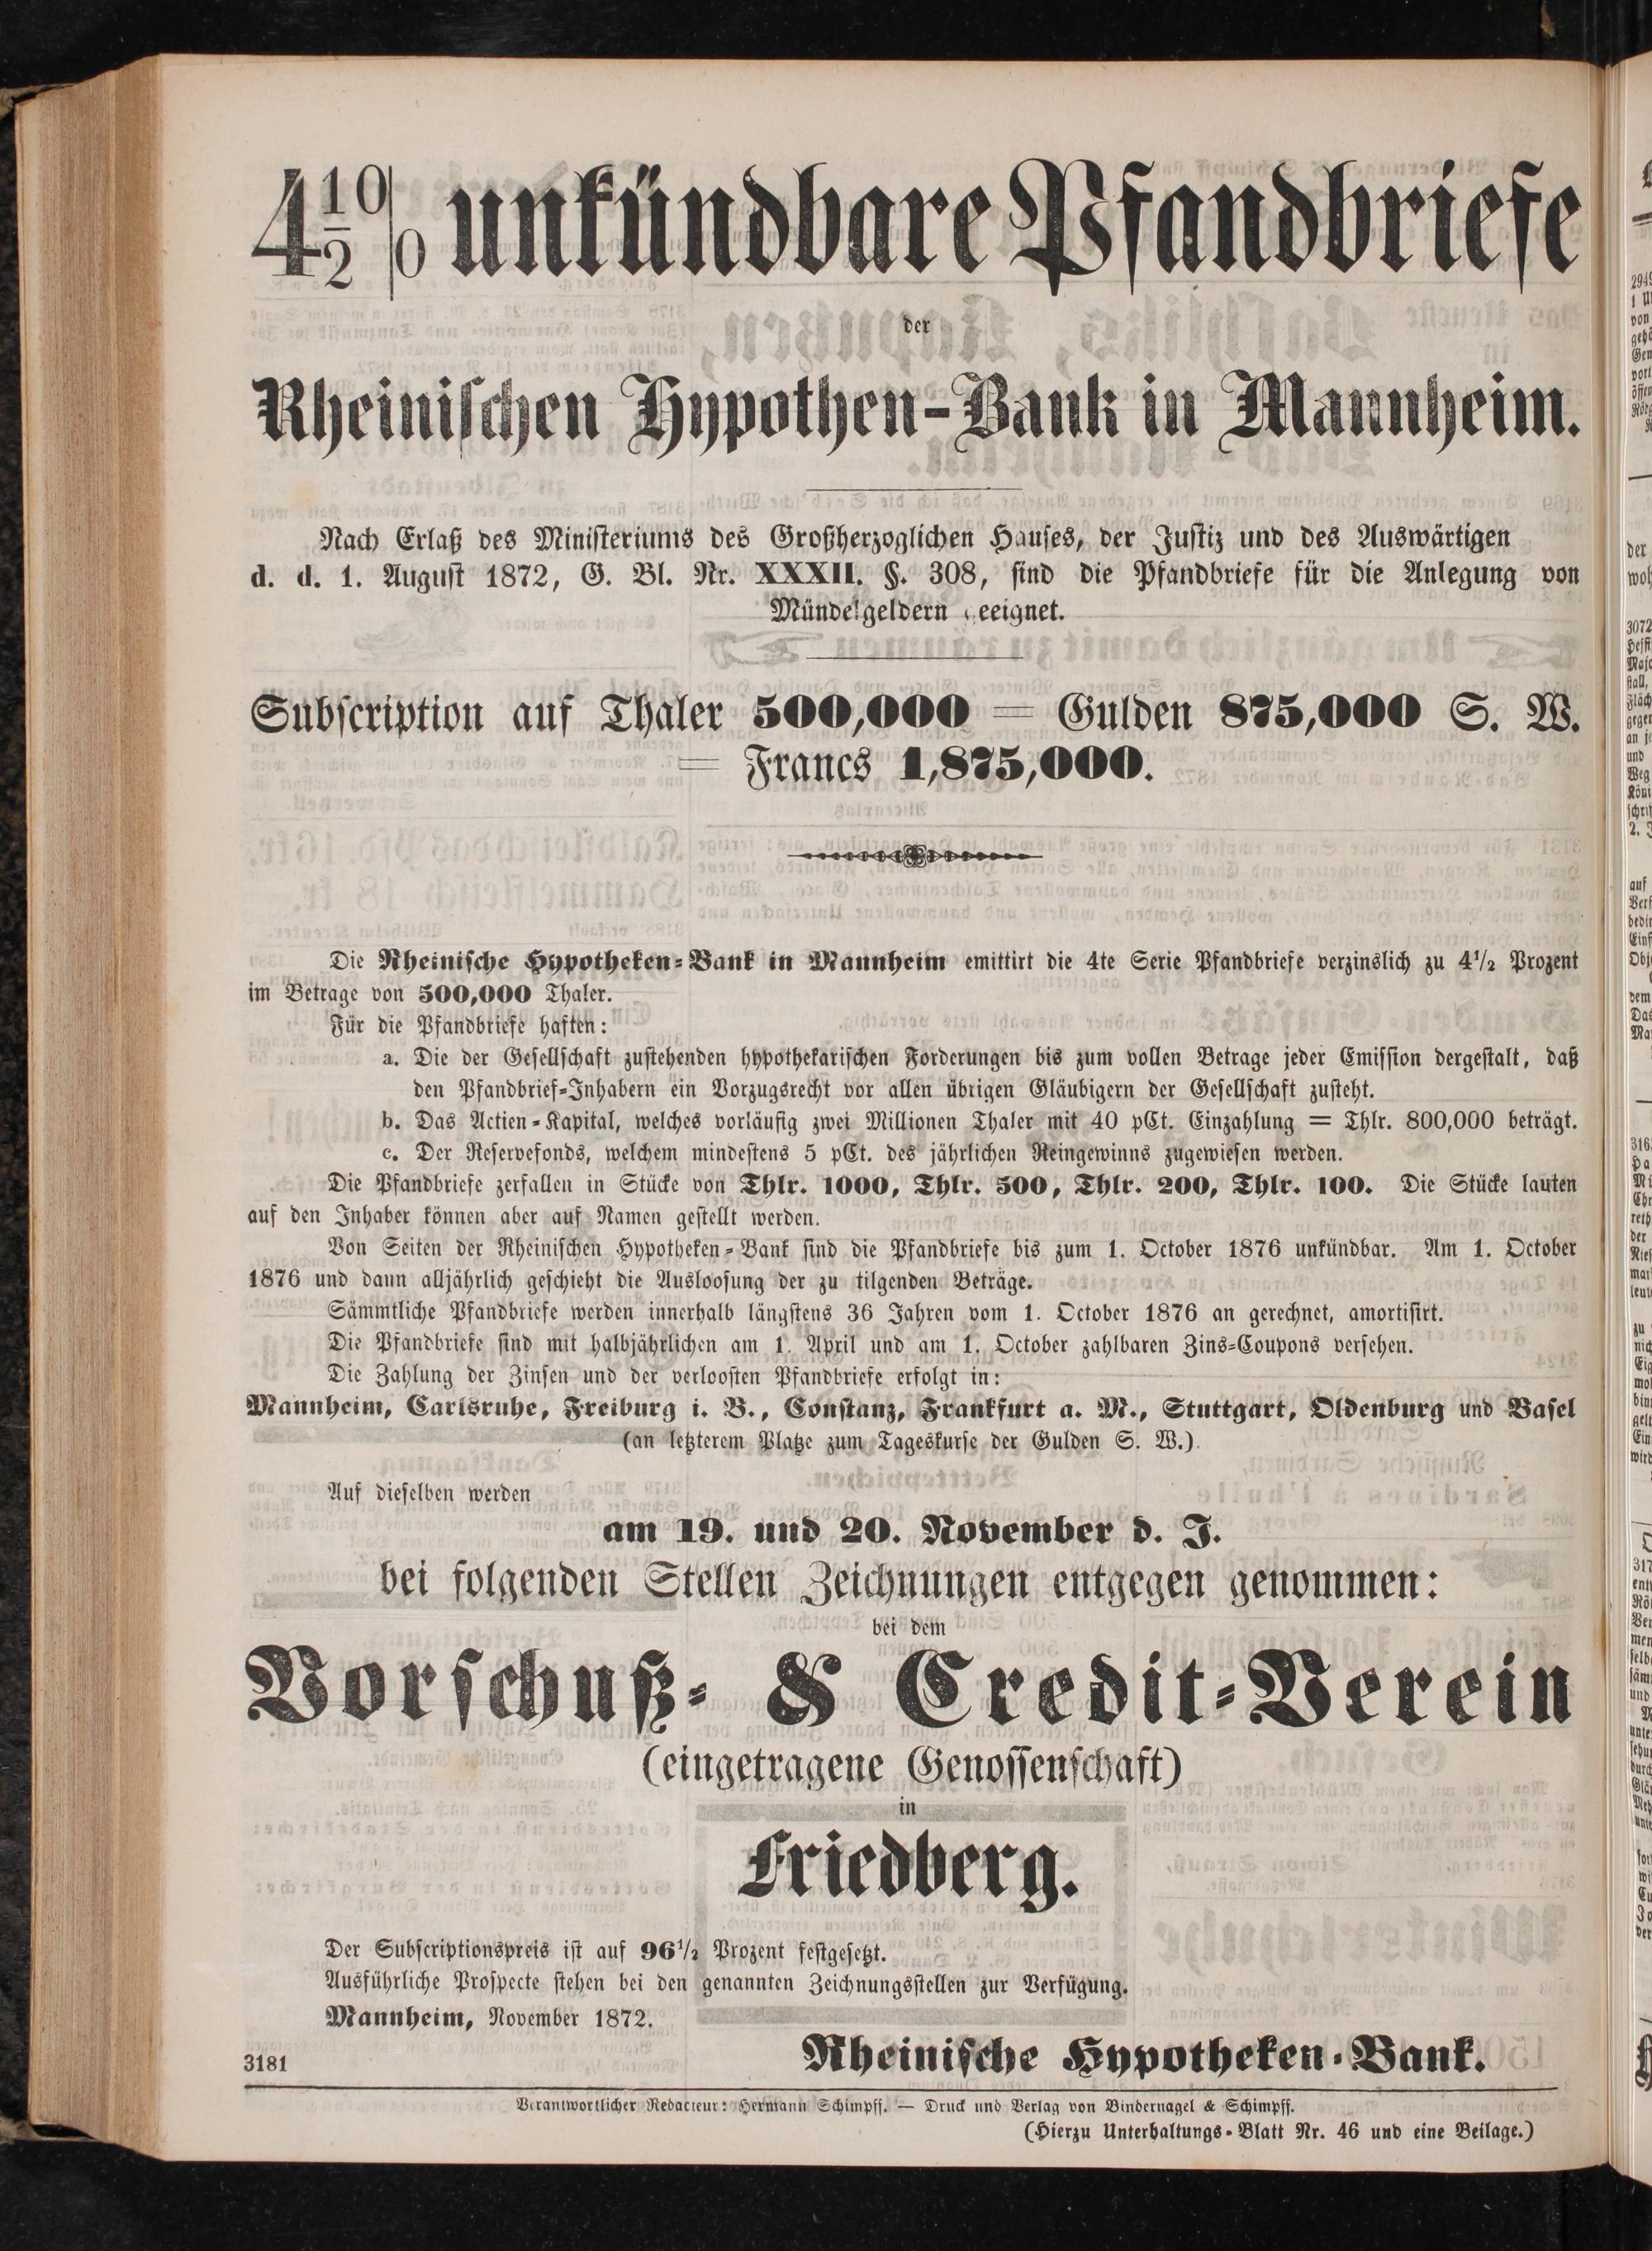 4½% unkündbare Pfandbriefe
der
Rheinischen Hypothen-Bank in Mannheim.
Nach Erlaß des Ministeriums des Großherzoglichen Hauses, der Justiz und des Auswärtigen
d. d. 1. August 1872, G. Bl. Nr. XXXII. §. 308, sind die Pfandbriefe für die Anlegung von
Mündelgeldern geeignet.
Subscription auf Thaler 500,000 = Gulden 875,000 S. W.
= Francs 1,875,000.
Die Rheinische Hypotheken-Bank in Mannheim emittirt die 4te Serie Pfandbriefe verzinslich zu 4½ Prozent
im Betrage von 500,000 Thaler.
Für die Pfandbriefe haften:
a. Die der Gesellschaft zustehenden hypothekarischen Forderungen bis zum vollen Betrage jeder Emission dergestalt, daß
den Pfandbrief-Inhabern ein Vorzugsrecht vor allen übrigen Gläubigern der Gesellschaft zusteht.
b. Das Actien-Kapital, welches vorläufig zwei Millionen Thaler mit 40 pCt. Einzahlung = Thlr. 800,000 beträgt.
c. Der Reservefonds, welchem mindestens 5 pCt. des jährlichen Reingewinns zugewiesen werden.
Die Pfandbriefe zerfallen in Stücke von Thlr. 1000, Thlr. 500, Thlr. 200, Thlr. 100. Die Stücke lauten
auf den Inhaber können aber auf Namen gestellt werden.
Von Seiten der Rheinischen Hypotheken-Bank sind die Pfandbriefe bis zum 1. October 1876 unkündbar. Am 1. October
1876 und dann alljährlich geschieht die Ausloosung der zu tilgenden Beträge.
Sämmtliche Pfandbriefe werden innerhalb längstens 36 Jahren vom 1. October 1876 an gerechnet, amortisirt.
Die Pfandbriefe sind mit halbjährlichen am 1. April und am 1. October zahlbaren Zins-Coupons versehen.
Die Zahlung der Zinsen und der verloosten Pfandbriefe erfolgt in:
Mannheim, Carlsruhe, Freiburg i. B., Constanz, Frankfurt a. M., Stuttgart, Oldenburg und Basel
(an letzterem Platze zum Tageskurse der Gulden S. W.)
Auf dieselben werden
am 19. und 20. November d. J.
bei folgenden Stellen Zeichnungen entgegen genommen:
bei dem
Vorschuß- & Credit-Verein
(eingetragene Genossenschaft)
in
Friedberg.
Der Subscriptionspreis ist auf 96½ Prozent festgesetzt.
Ausführliche Prospecte stehen bei den genannten Zeichnungsstellen zur Verfügung.
Mannheim, November 1872.
Rheinische Hypotheken-Bank.
3181
Verantwortlicher Redacteur: Hermann Schimpff. — Druck und Verlag von Bindernagel & Schimpff.
(Hierzu Unterhaltungs-Blatt Nr. 46 und eine Beilage.)